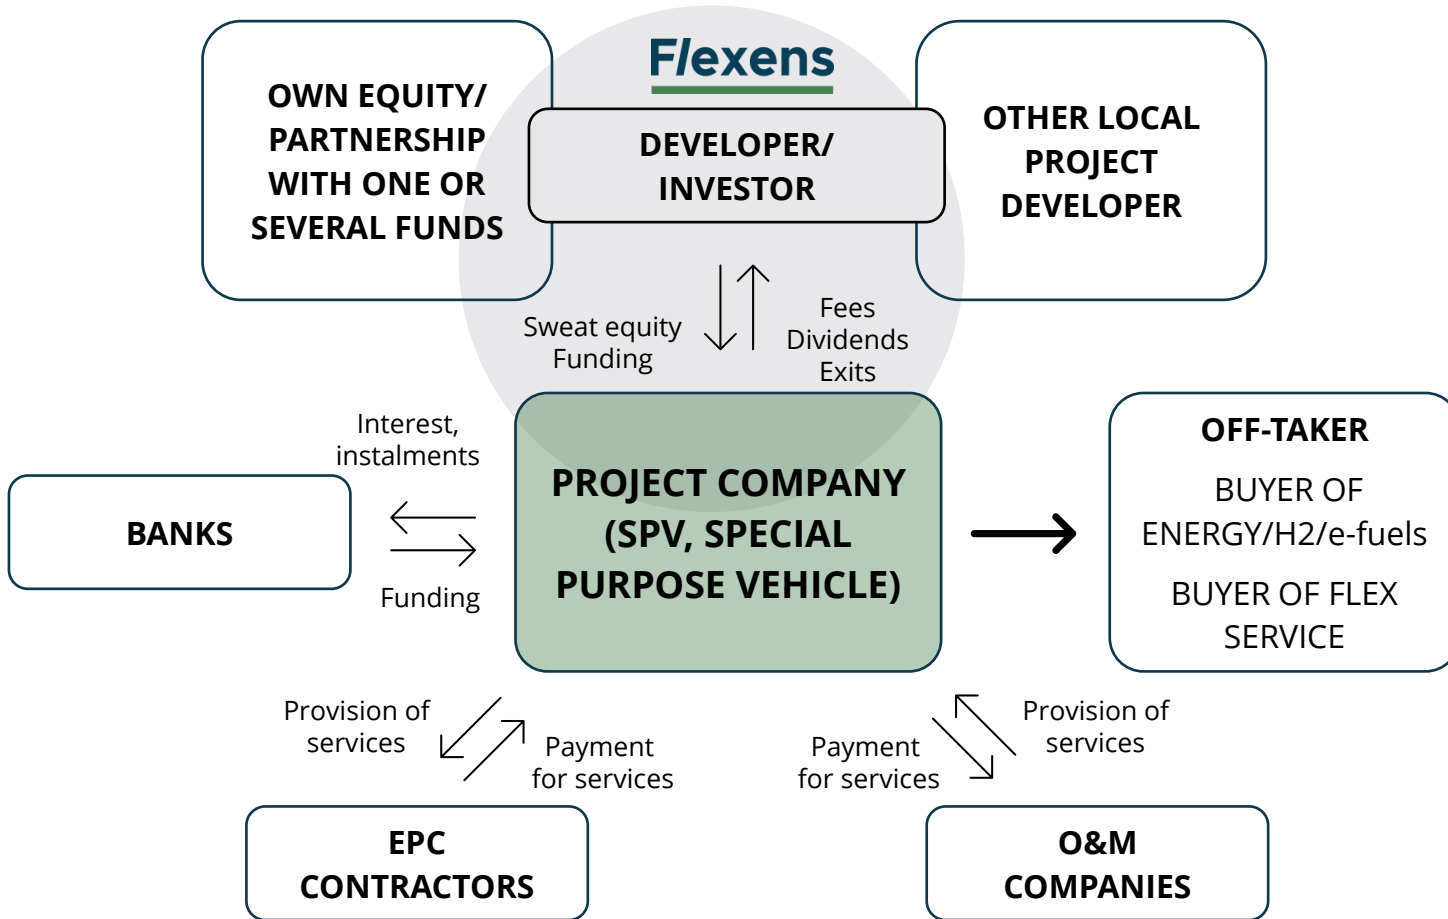 Flexens
OWN EQUITY/
PARTNERSHIP
WITH ONE OR
SEVERAL FUNDS
DEVELOPER/
INVESTOR
OTHER LOCAL
PROJECT
DEVELOPER
Sweat equity
Funding
Fees
Dividends
Exits
Interest,
instalments
BANKS
Funding
PROJECT COMPANY
(SPV, SPECIAL
PURPOSE VEHICLE)
OFF-TAKER
BUYER OF
ENERGY/H2/e-fuels
BUYER OF FLEX
SERVICE
Provision of
services
Payment
for services
Payment
for services
Provision of
services
EPC
CONTRACTORS
O&M
COMPANIES